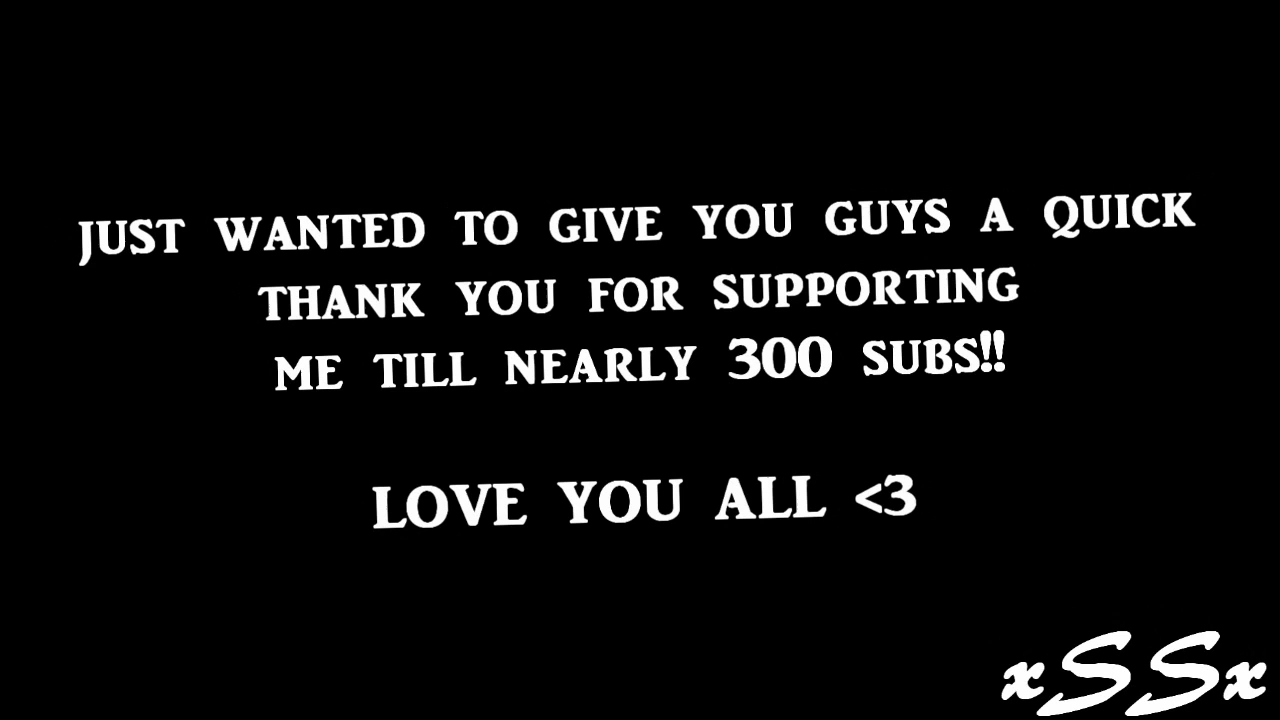 JUST WANTED TO GIVE YOU GUYS A QUICK
THANK YOU FOR SUPPORTING
ME TILL NEARLY 300 SUBS!!
LOVE YOU ALL <3
xSSx